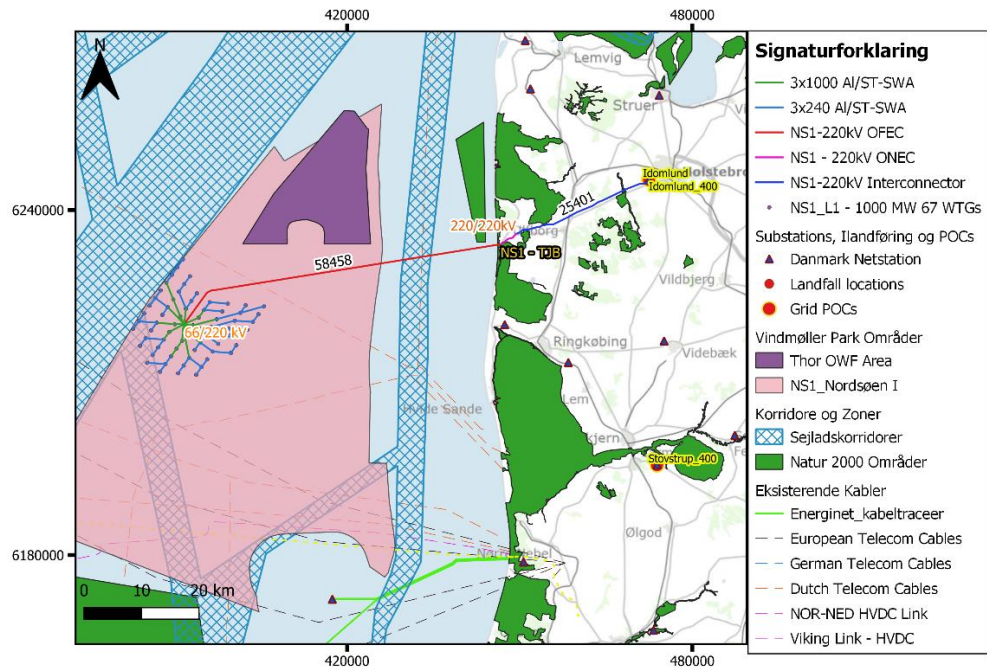 420000
480000
N
6240000
6180000
Lemvig
Struer
Idomlund
Idomlund_400
25401
220/220kV
NS1 - TJB
58458
66/220 kV
Vildbjerg
Ringkøbing
Videbæk
Lem
Hvide Sande
kjern
Stovstrup_400
Ølgod
0 10 20 km
420000
480000
Signaturforklaring
3x1000 Al/ST-SWA
3x240 Al/ST-SWA
NS1-220kV OFEC
NS1 - 220kV ONEC
NS1-220kV Interconnector
NS1_L1 - 1000 MW 67 WTGs
Substations, Ilandføring og POCs
Danmark Netstation
Landfall locations
Grid POCs
Vindmøller Park Områder
Thor OWF Area
NS1_Nordsøen I
Korridore og Zoner
Sejladskorridorer
Natur 2000 Områder
Eksisterende Kabler
Energinet_kabeltraceer
European Telecom Cables
German Telecom Cables
Dutch Telecom Cables
NOR-NED HVDC Link
Viking Link - HVDC